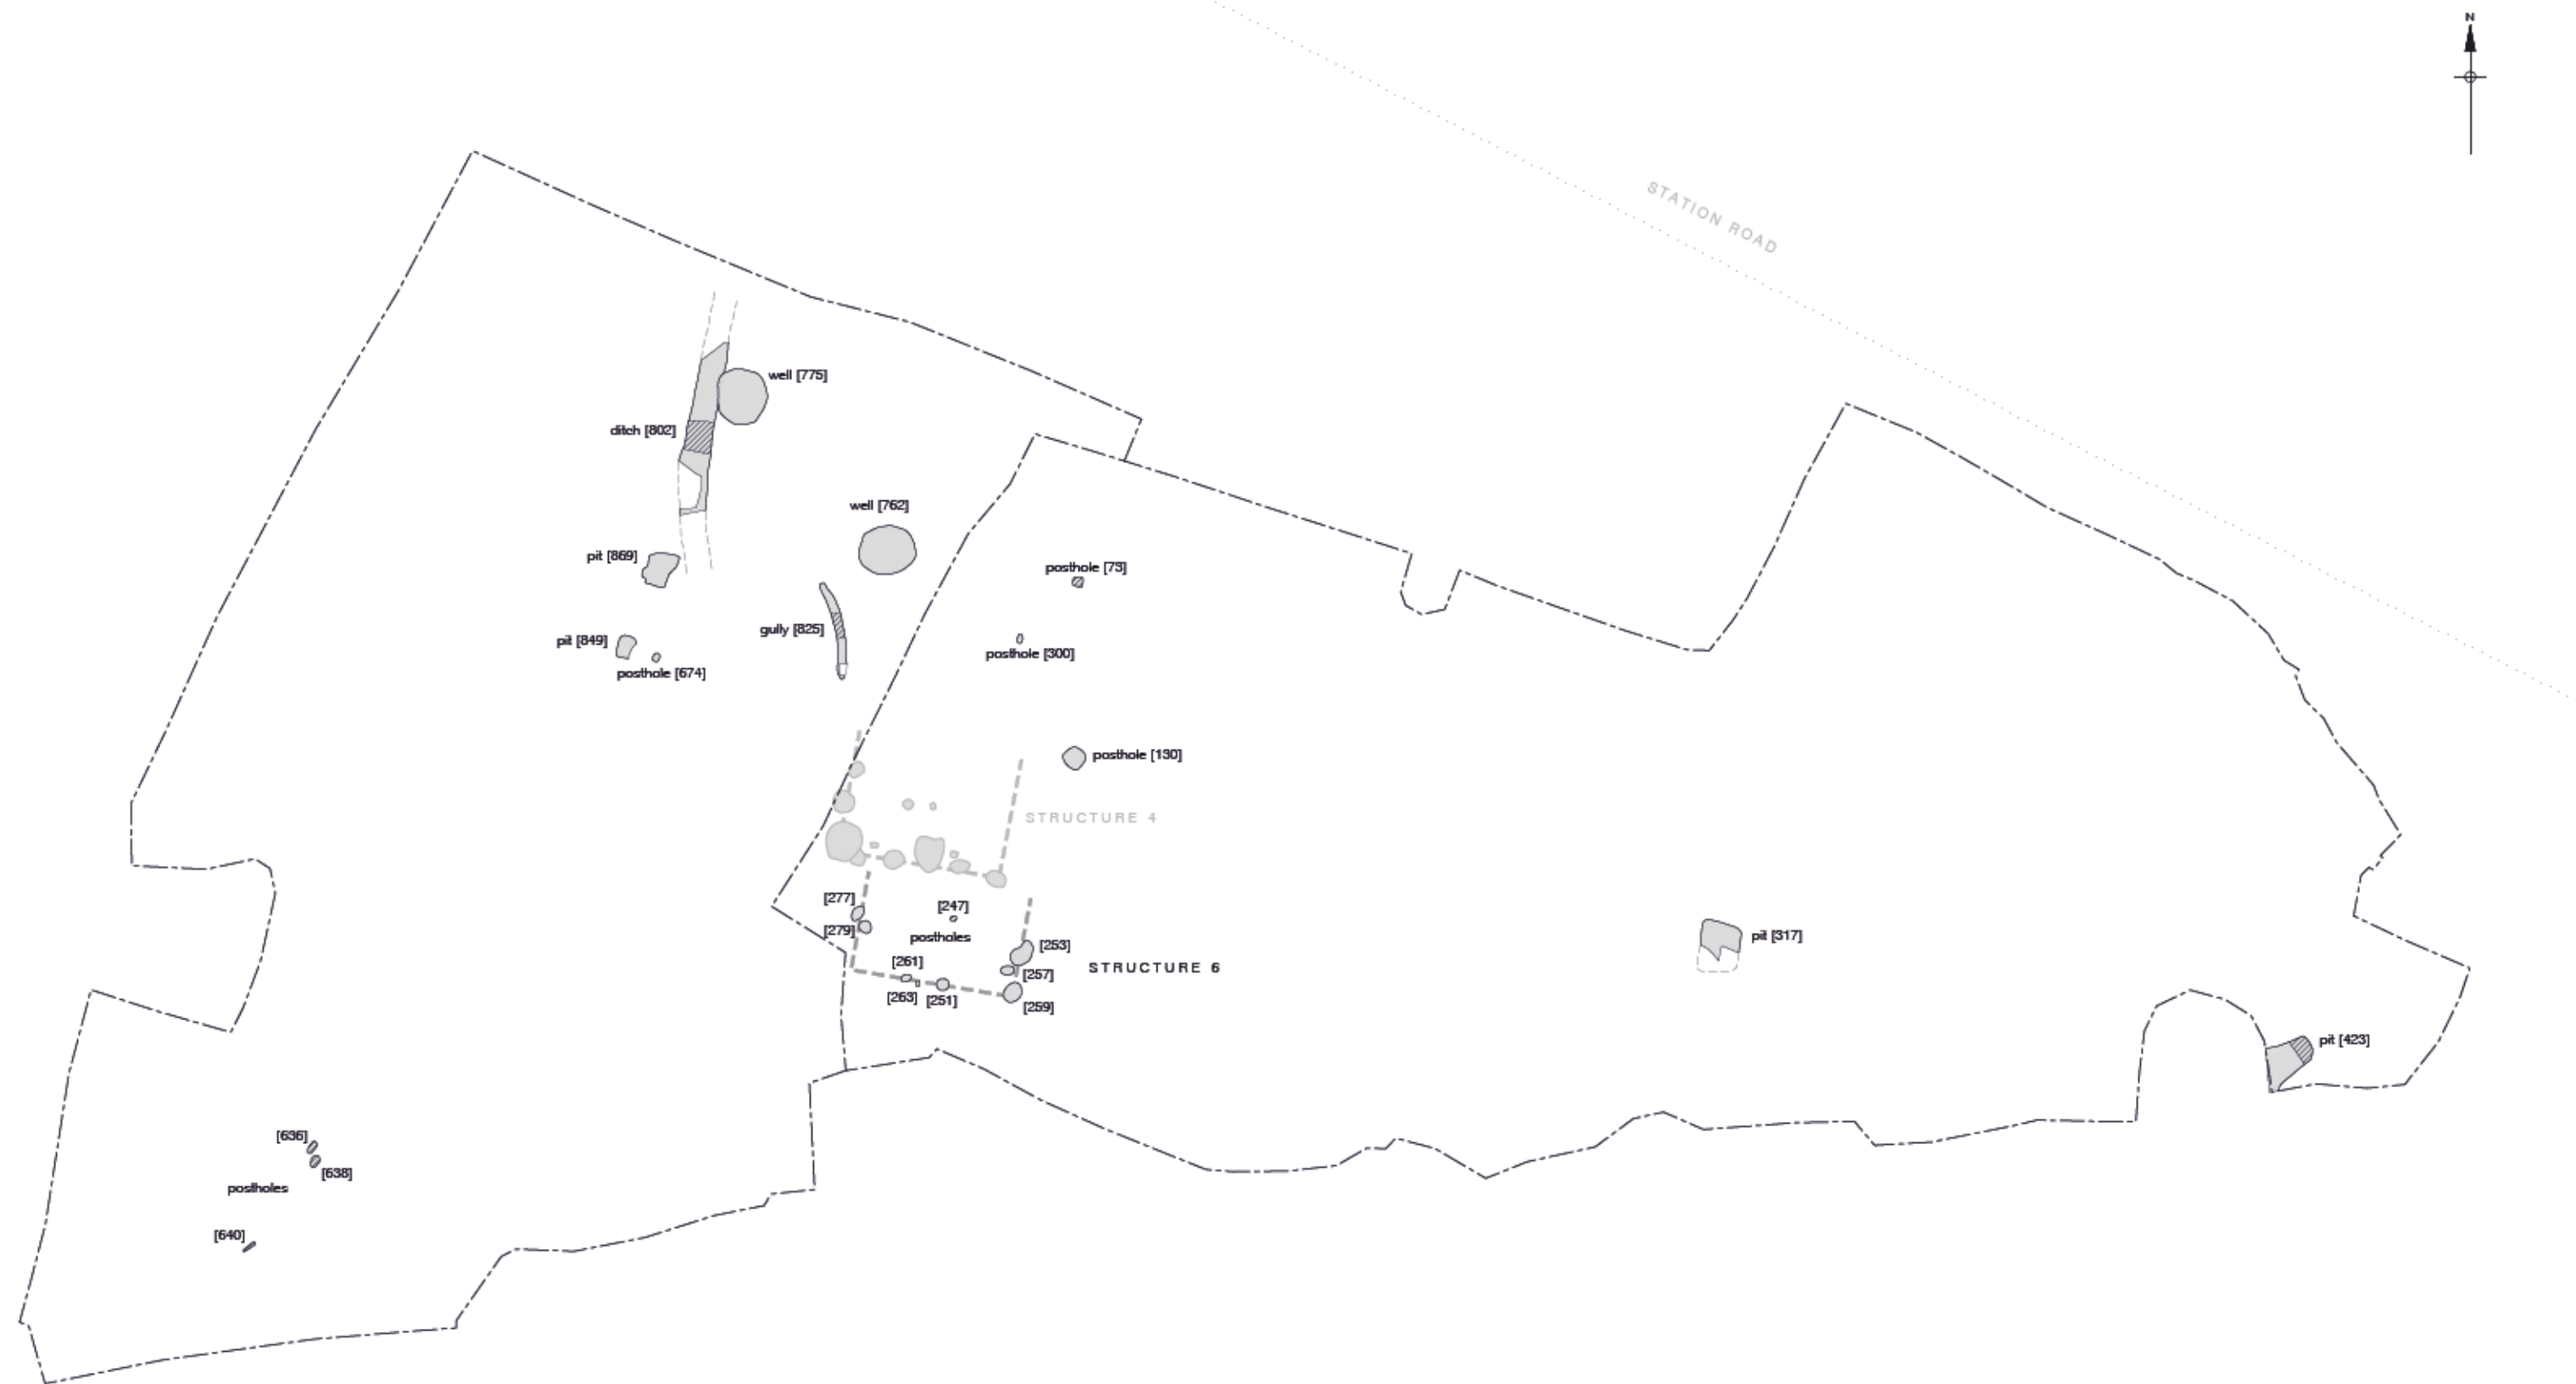 N
STATION ROAD
well [775]
ditch [802]
well [762]
pit [869]
posthole [73]
gully [825]
pit [849]
posthole [300]
posthole [674]
posthole [130]
STRUCTURE 4
[277]
[247]
[279]
postholes
[253]
pit [317]
[261]
STRUCTURE 6
[257]
[263]
[251]
[259]
pit [423]
[636]
[638]
postholes
[640]